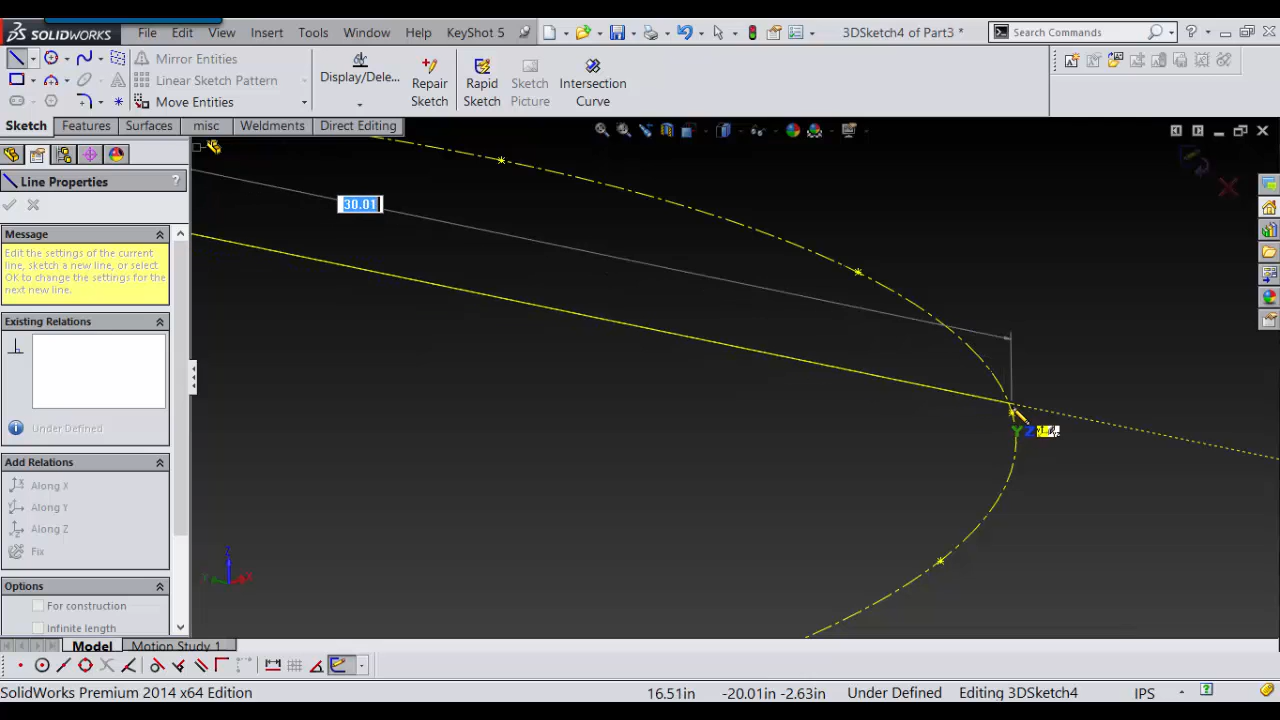 SOLIDWORKS File Edit View Insert Tools Window Help KeyShot 5 3DSketch4 of Part3 * Search Commands ?
Mirror Entities
Linear Sketch Pattern
Move Entities
Display/Dele...
Repair Sketch
Rapid Sketch
Sketch Picture
Intersection Curve
Sketch Features Surfaces misc Weldments Direct Editing
Line Properties ?
Message
Edit the settings of the current
line, sketch a new line, or select
OK to change the settings for the
next new line.
Existing Relations
Under Defined
Add Relations
Along X
Along Y
Along Z
Fix
Options
For construction
Infinite length
30.01
Y Z
Z
Y X
Model Motion Study 1
SolidWorks Premium 2014 x64 Edition 16.51in -20.01in -2.63in Under Defined Editing 3DSketch4 IPS ?